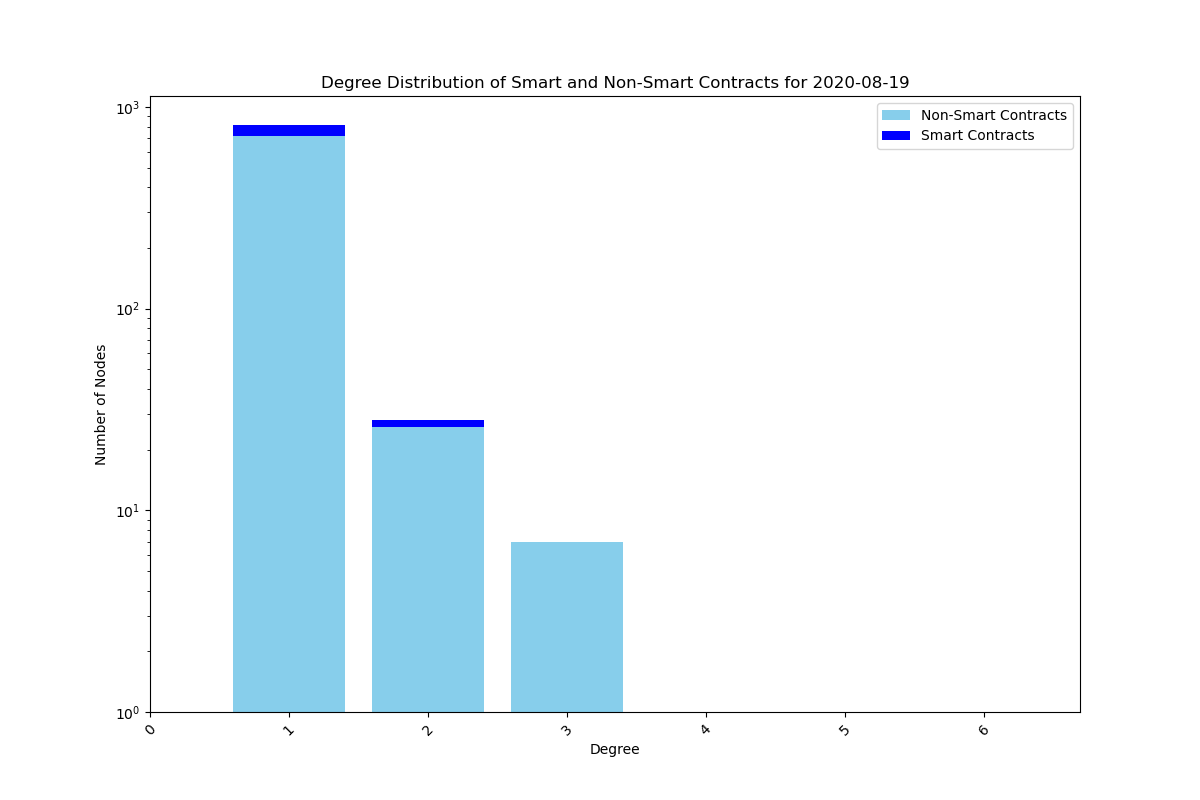 Degree Distribution of Smart and Non-Smart Contracts for 2020-08-19
Non-Smart Contracts
Smart Contracts
Number of Nodes
10³
10²
10¹
10⁰
0 1 2 3 4 5 6
Degree